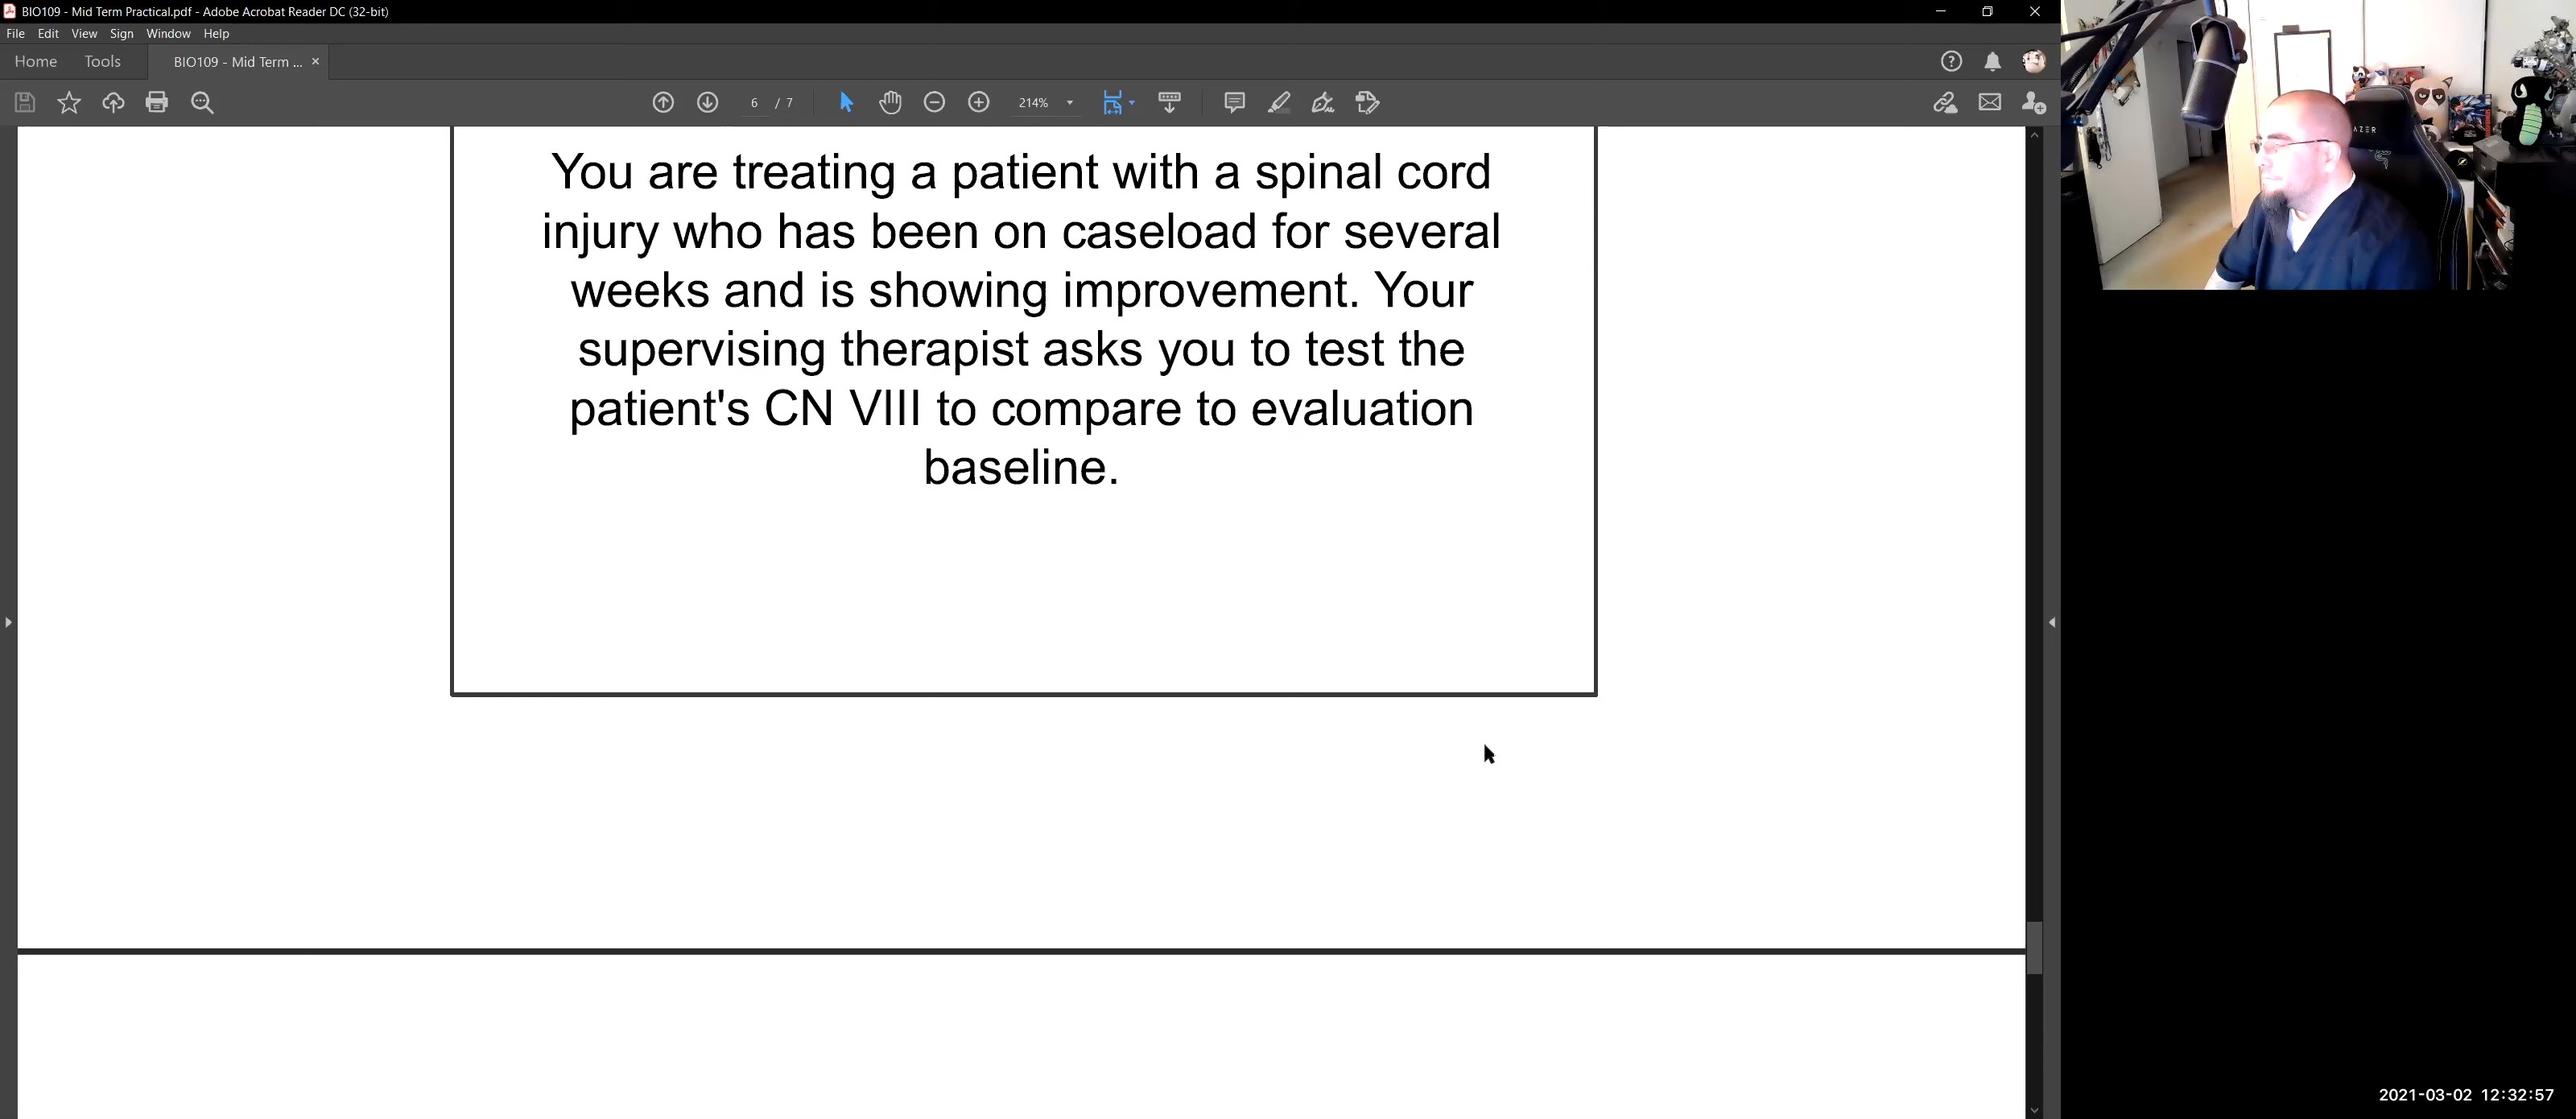 BIO109 - Mid Term Practical.pdf - Adobe Acrobat Reader DC (32-bit)
File Edit View Sign Window Help
Home Tools BIO109 - Mid Term ... ×
6 / 7 214%
You are treating a patient with a spinal cord
injury who has been on caseload for several
weeks and is showing improvement. Your
supervising therapist asks you to test the
patient's CN VIII to compare to evaluation
baseline.
2021-03-02 12:32:57